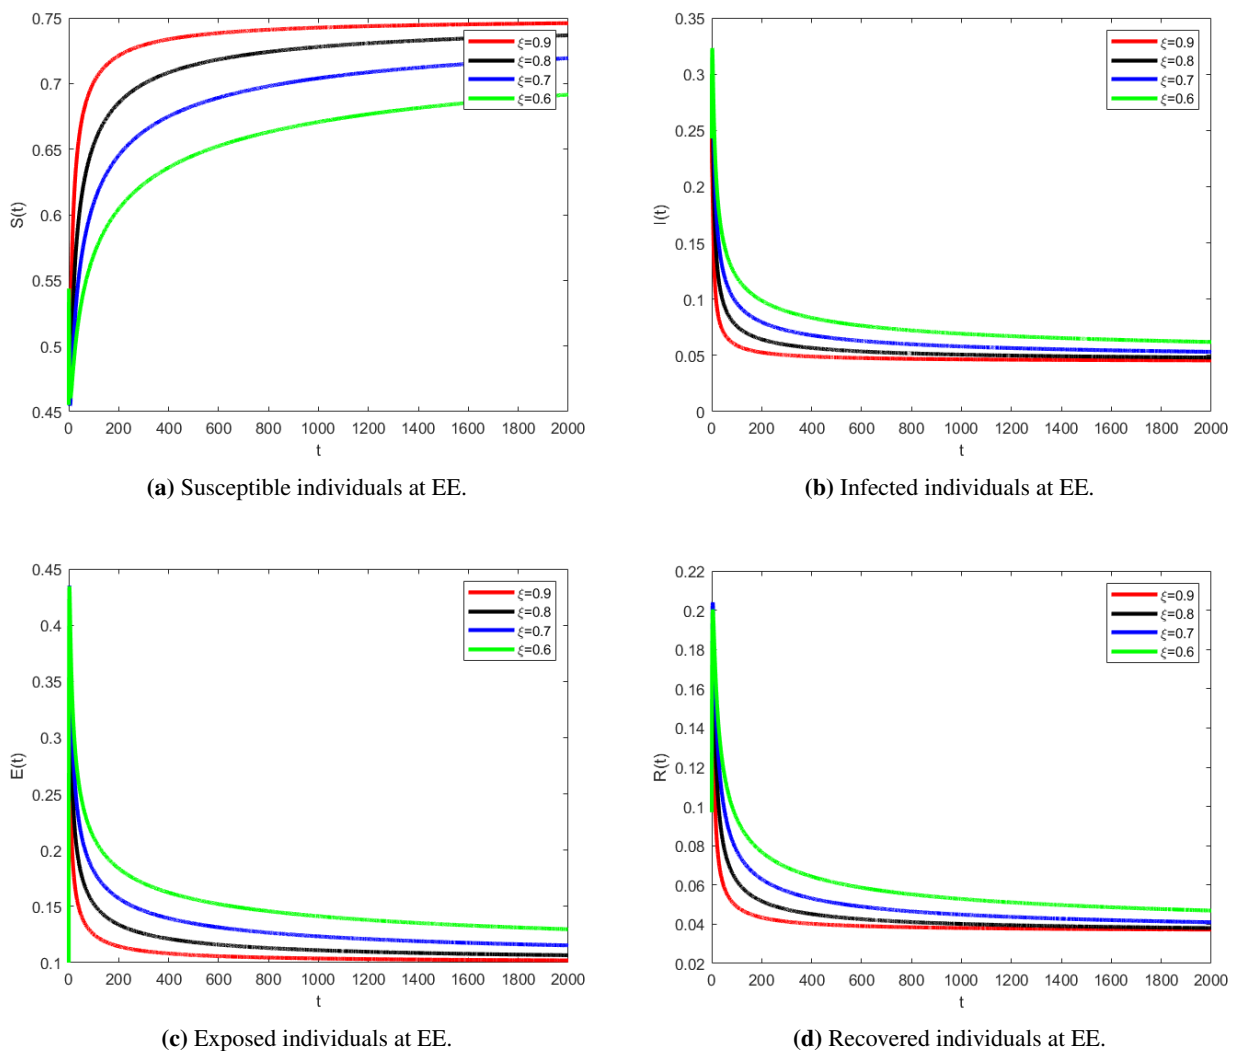 0.75
0.7
0.65
0.6
0.55
0.5
0.45
S(t)
0 200 400 600 800 1000 1200 1400 1600 1800 2000
t
ξ=0.9
ξ=0.8
ξ=0.7
ξ=0.6
(a) Susceptible individuals at EE.
0.35
0.3
0.25
0.2
0.15
0.1
0.05
0
I(t)
0 200 400 600 800 1000 1200 1400 1600 1800 2000
t
ξ=0.9
ξ=0.8
ξ=0.7
ξ=0.6
(b) Infected individuals at EE.
0.45
0.4
0.35
0.3
0.25
0.2
0.15
0.1
E(t)
0 200 400 600 800 1000 1200 1400 1600 1800 2000
t
ξ=0.9
ξ=0.8
ξ=0.7
ξ=0.6
(c) Exposed individuals at EE.
0.22
0.2
0.18
0.16
0.14
0.12
0.1
0.08
0.06
0.04
0.02
R(t)
0 200 400 600 800 1000 1200 1400 1600 1800 2000
t
ξ=0.9
ξ=0.8
ξ=0.7
ξ=0.6
(d) Recovered individuals at EE.